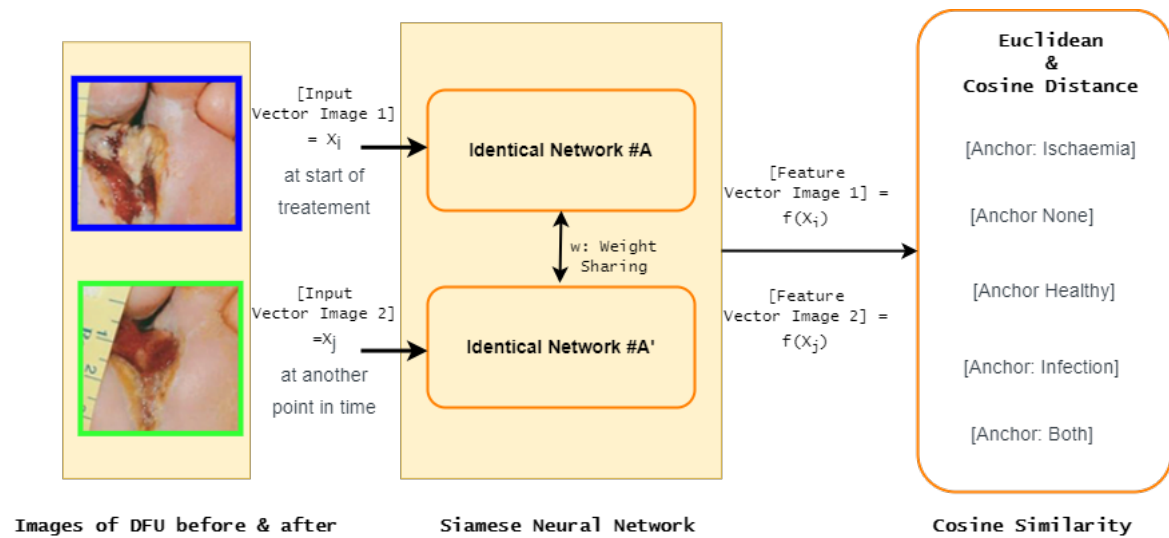 [Input
Vector Image 1]
= Xi
at start of
treatement
[Input
Vector Image 2]
=Xj
at another
point in time
Images of DFU before & after
Identical Network #A
w: Weight
Sharing
Identical Network #A'
Siamese Neural Network
[Feature
Vector Image 1] =
f(Xi)
[Feature
Vector Image 2] =
f(Xj)
Euclidean
&
Cosine Distance
[Anchor: Ischaemia]
[Anchor None]
[Anchor Healthy]
[Anchor: Infection]
[Anchor: Both]
Cosine Similarity
1
2